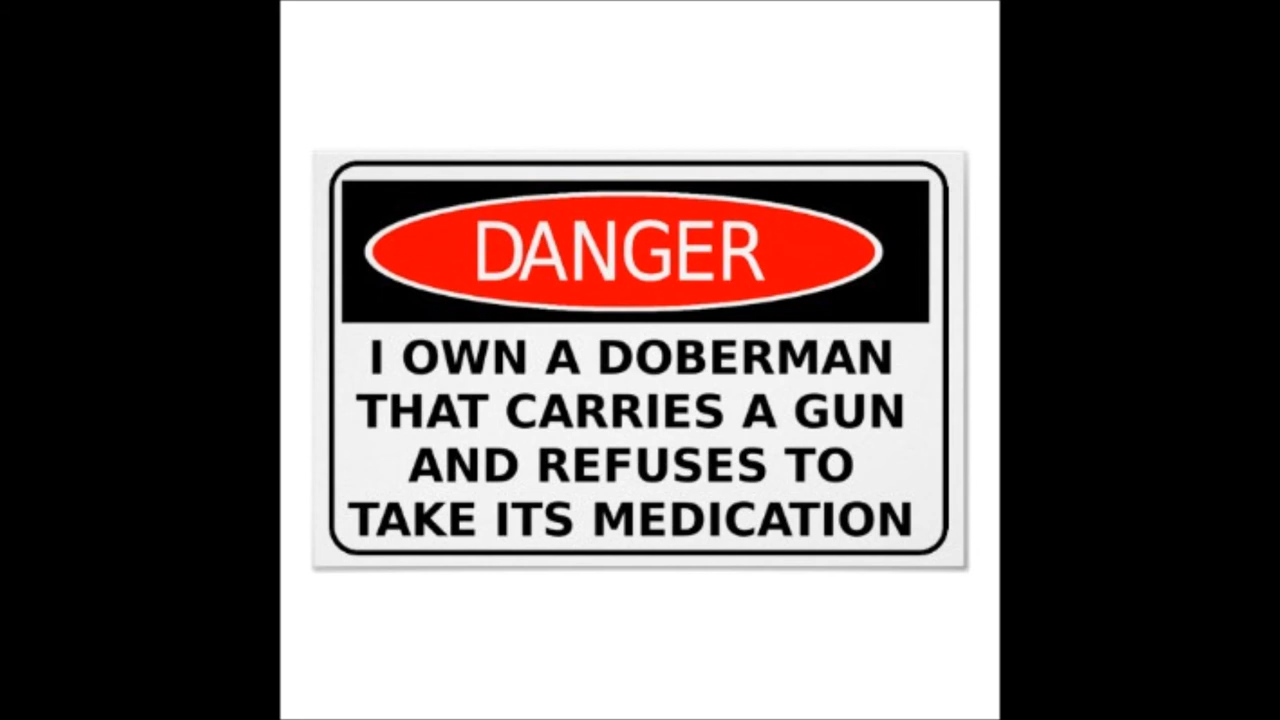 DANGER
I OWN A DOBERMAN
THAT CARRIES A GUN
AND REFUSES TO
TAKE ITS MEDICATION